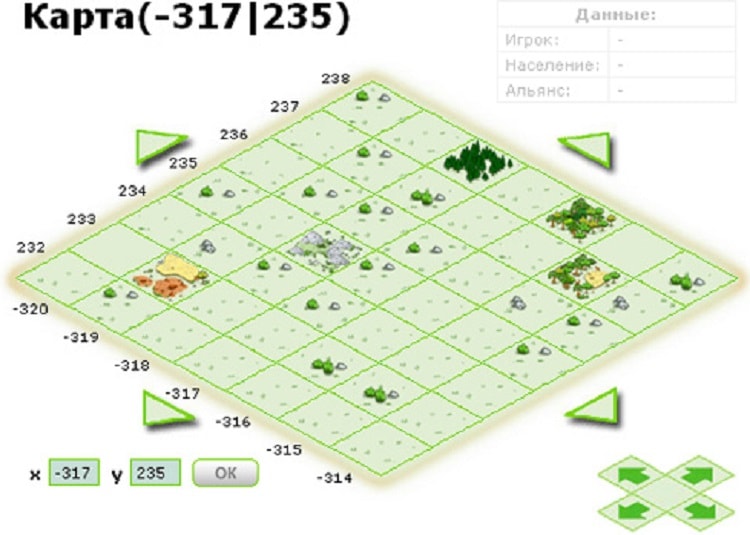 Карта(-317|235)
Данные:
Игрок: -
Население: -
Альянс: -
238
237
236
235
234
233
232
-320
-319
-318
-317
-316
-315
-314
x -317 y 235 OK